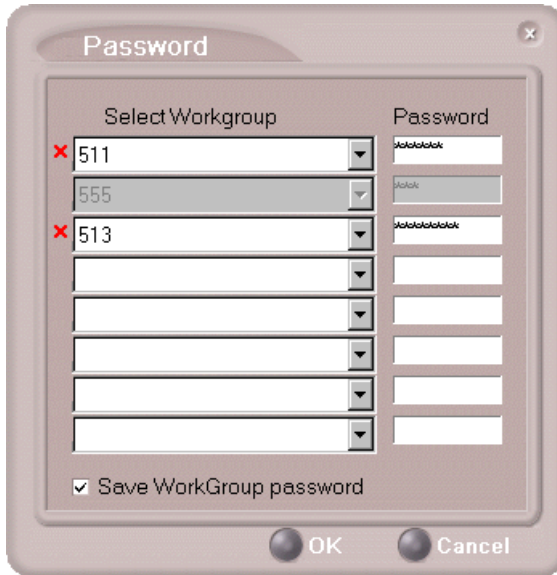 Password
Select Workgroup Password
511 ******
555 ***
513 ********
Save WorkGroup password
OK Cancel